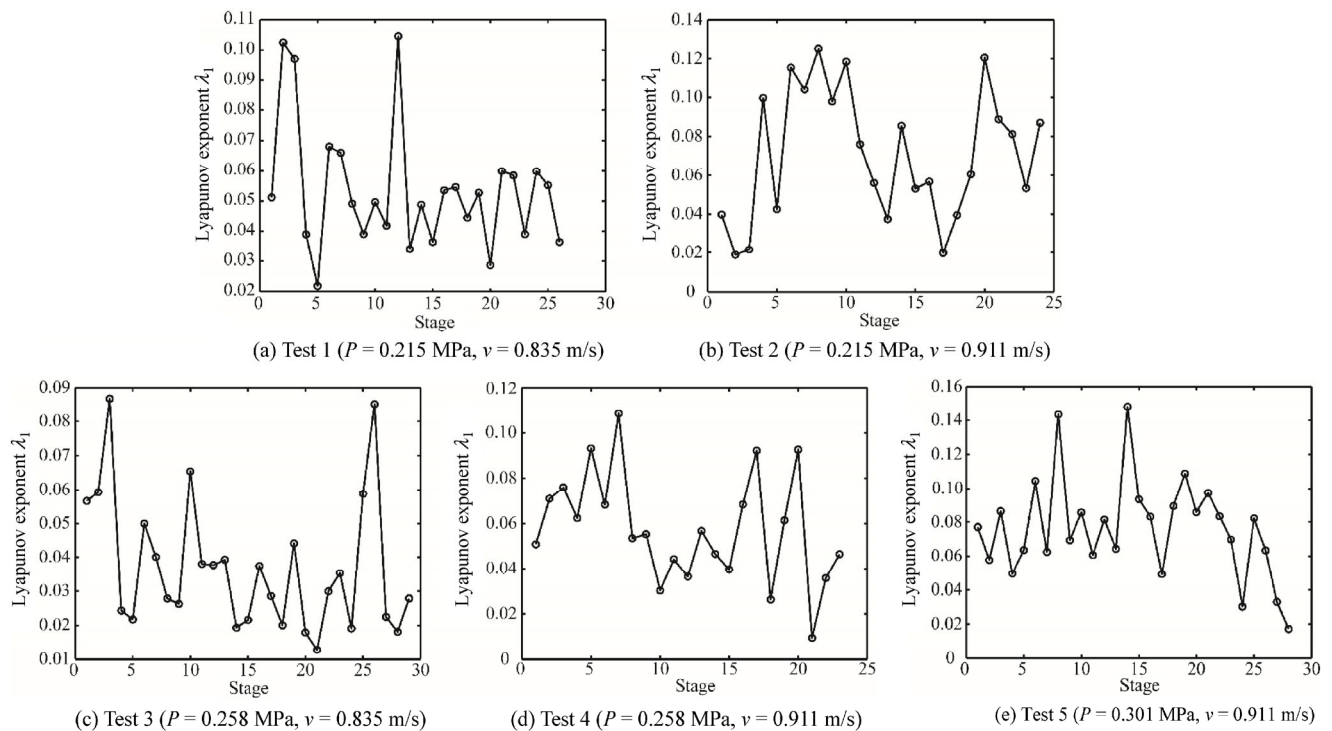 0.11
0.10
0.09
0.08
0.07
0.06
0.05
0.04
0.03
0.02
Lyapunov exponent λ1
0 5 10 15 20 25 30
Stage
(a) Test 1 (P = 0.215 MPa, v = 0.835 m/s)
0.14
0.12
0.10
0.08
0.06
0.04
0.02
0
Lyapunov exponent λ1
0 5 10 15 20 25
Stage
(b) Test 2 (P = 0.215 MPa, v = 0.911 m/s)
0.09
0.08
0.07
0.06
0.05
0.04
0.03
0.02
0.01
Lyapunov exponent λ1
0 5 10 15 20 25 30
Stage
(c) Test 3 (P = 0.258 MPa, v = 0.835 m/s)
0.12
0.10
0.08
0.06
0.04
0.02
0
Lyapunov exponent λ1
0 5 10 15 20 25
Stage
(d) Test 4 (P = 0.258 MPa, v = 0.911 m/s)
0.16
0.14
0.12
0.10
0.08
0.06
0.04
0.02
0
Lyapunov exponent λ1
0 5 10 15 20 25 30
Stage
(e) Test 5 (P = 0.301 MPa, v = 0.911 m/s)